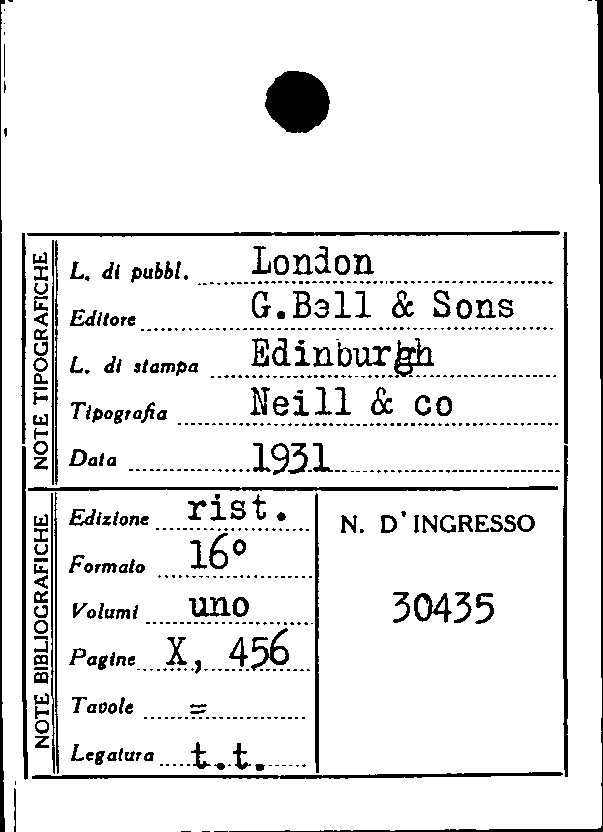 NOTE TIPOGRAFICHE
L. di pubbl. London
Editore G.Bell & Sons
L. di stampa Edinburgh
Tipografia Neill & co
Data 1931
NOTE BIBLIOGRAFICHE
Edizione rist.
Formato 16°
Volumi uno
Pagine X, 456
Tavole =
Legatura t.t.
N. D'INGRESSO
30435